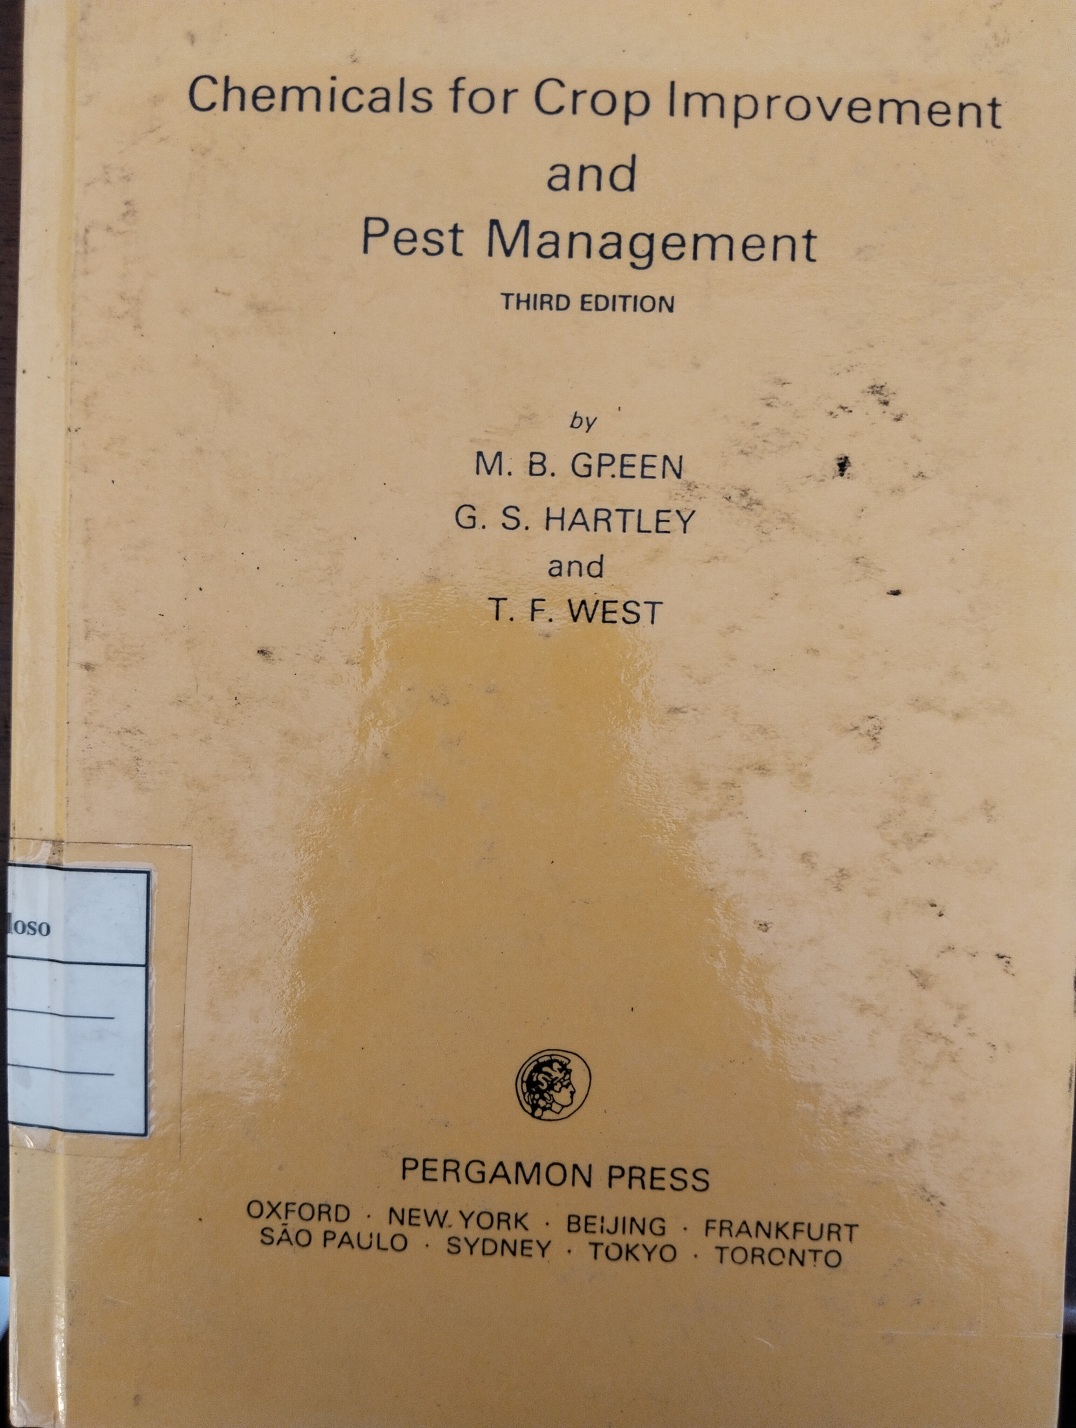 Chemicals for Crop Improvement
and
Pest Management
THIRD EDITION
by
M. B. GREEN
G. S. HARTLEY
and
T. F. WEST
loso
PERGAMON PRESS
OXFORD · NEW YORK · BEIJING · FRANKFURT
SÃO PAULO · SYDNEY · TOKYO · TORONTO